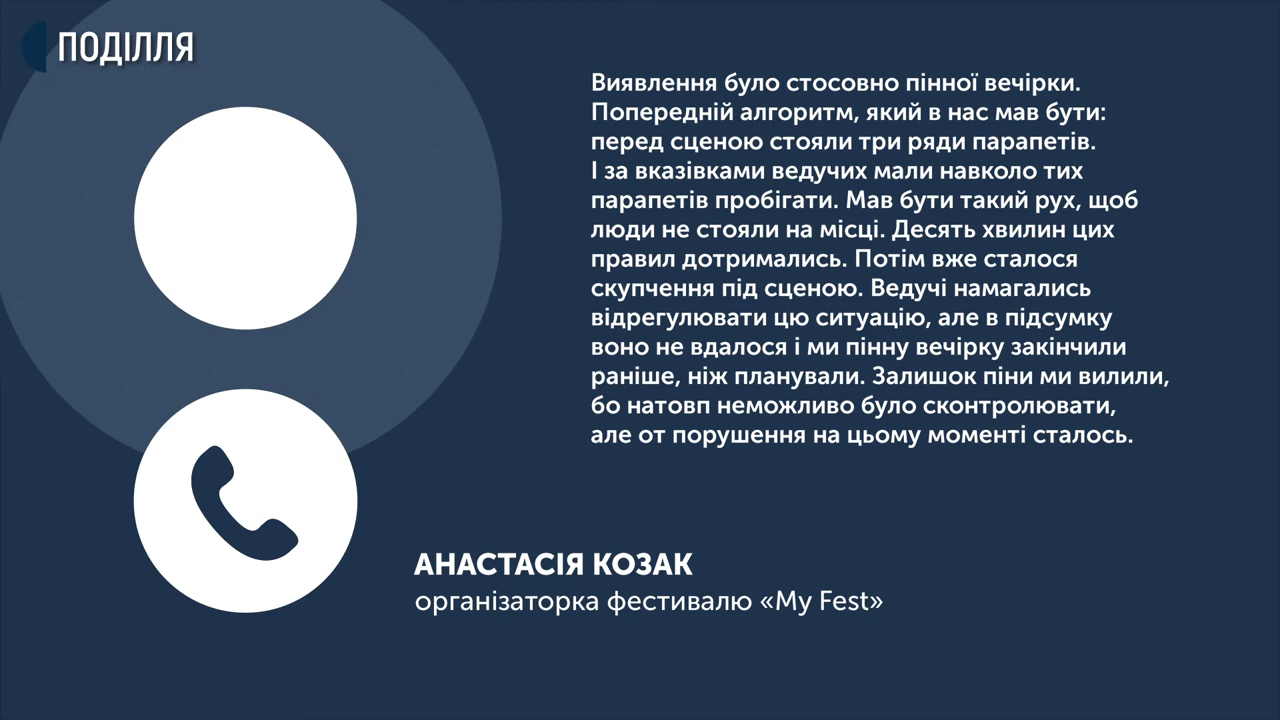 ПОДІЛЛЯ
Виявлення було стосовно пінної вечірки.
Попередній алгоритм, який в нас мав бути:
перед сценою стояли три ряди парапетів.
І за вказівками ведучих мали навколо тих
парапетів пробігати. Мав бути такий рух, щоб
люди не стояли на місці. Десять хвилин цих
правил дотримались. Потім вже сталося
скупчення під сценою. Ведучі намагались
відрегулювати цю ситуацію, але в підсумку
воно не вдалося і ми пінну вечірку закінчили
раніше, ніж планували. Залишок піни ми вилили,
бо натовп неможливо було сконтролювати,
але от порушення на цьому моменті сталось.
АНАСТАСІЯ КОЗАК
організаторка фестивалю «My Fest»